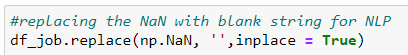 #replacing the NaN with blank string for NLP
df_job.replace(np.NaN, '',inplace = True)